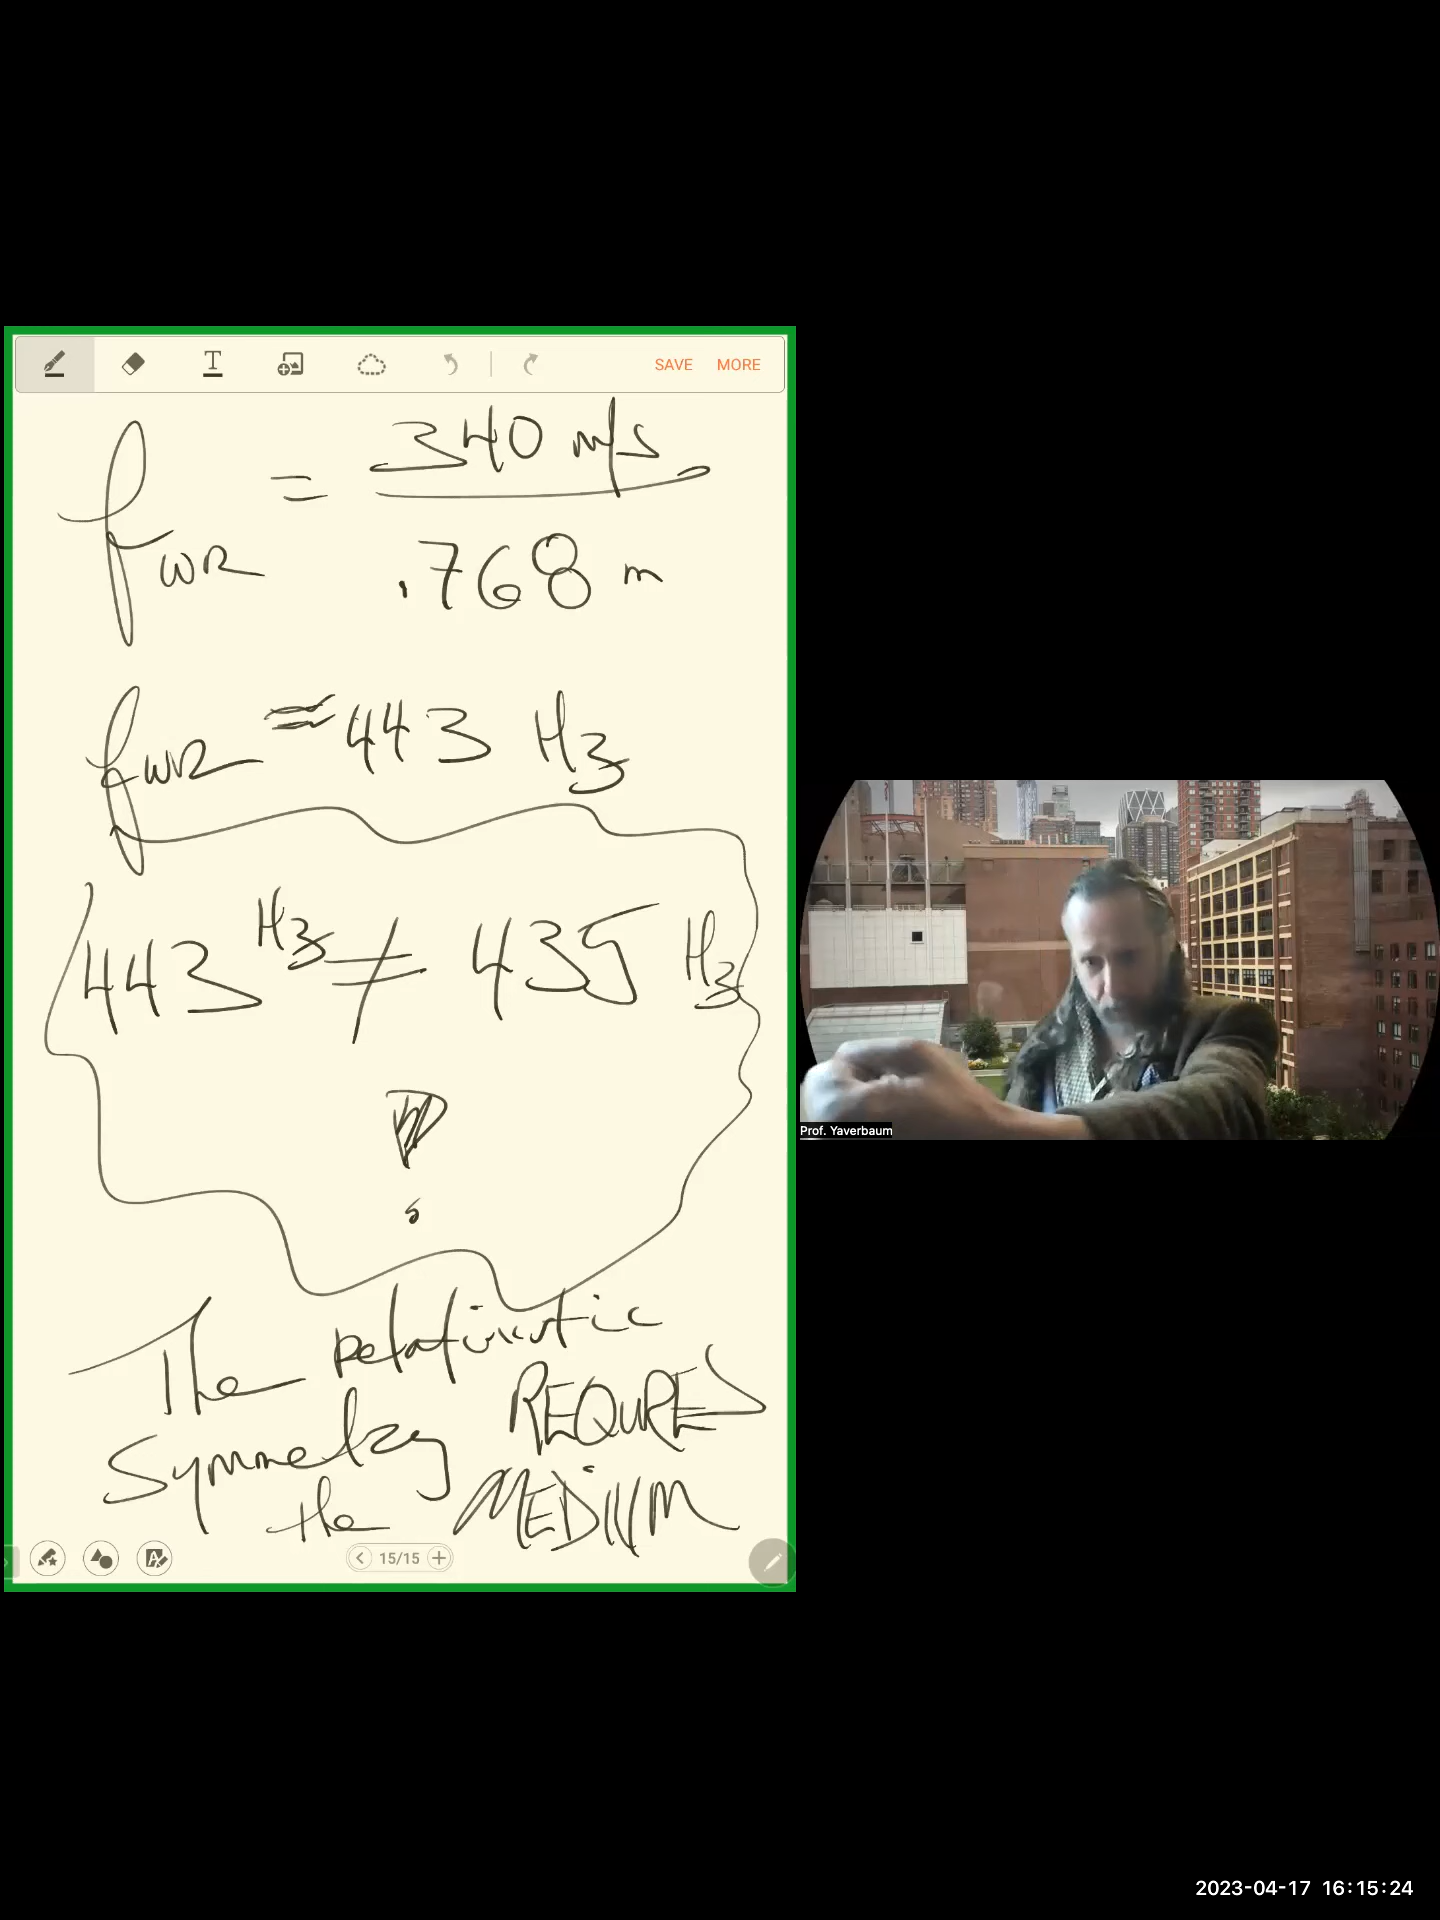 T
SAVE MORE
f_WR = 340 m/s
.768 m
f_WR ≈ 443 Hz
443 Hz ≠ 435 Hz
!
The relativistic
symmetry REQUIRES
the MEDIUM
A
15/15
Prof. Yaverbaum
2023-04-17 16:15:24